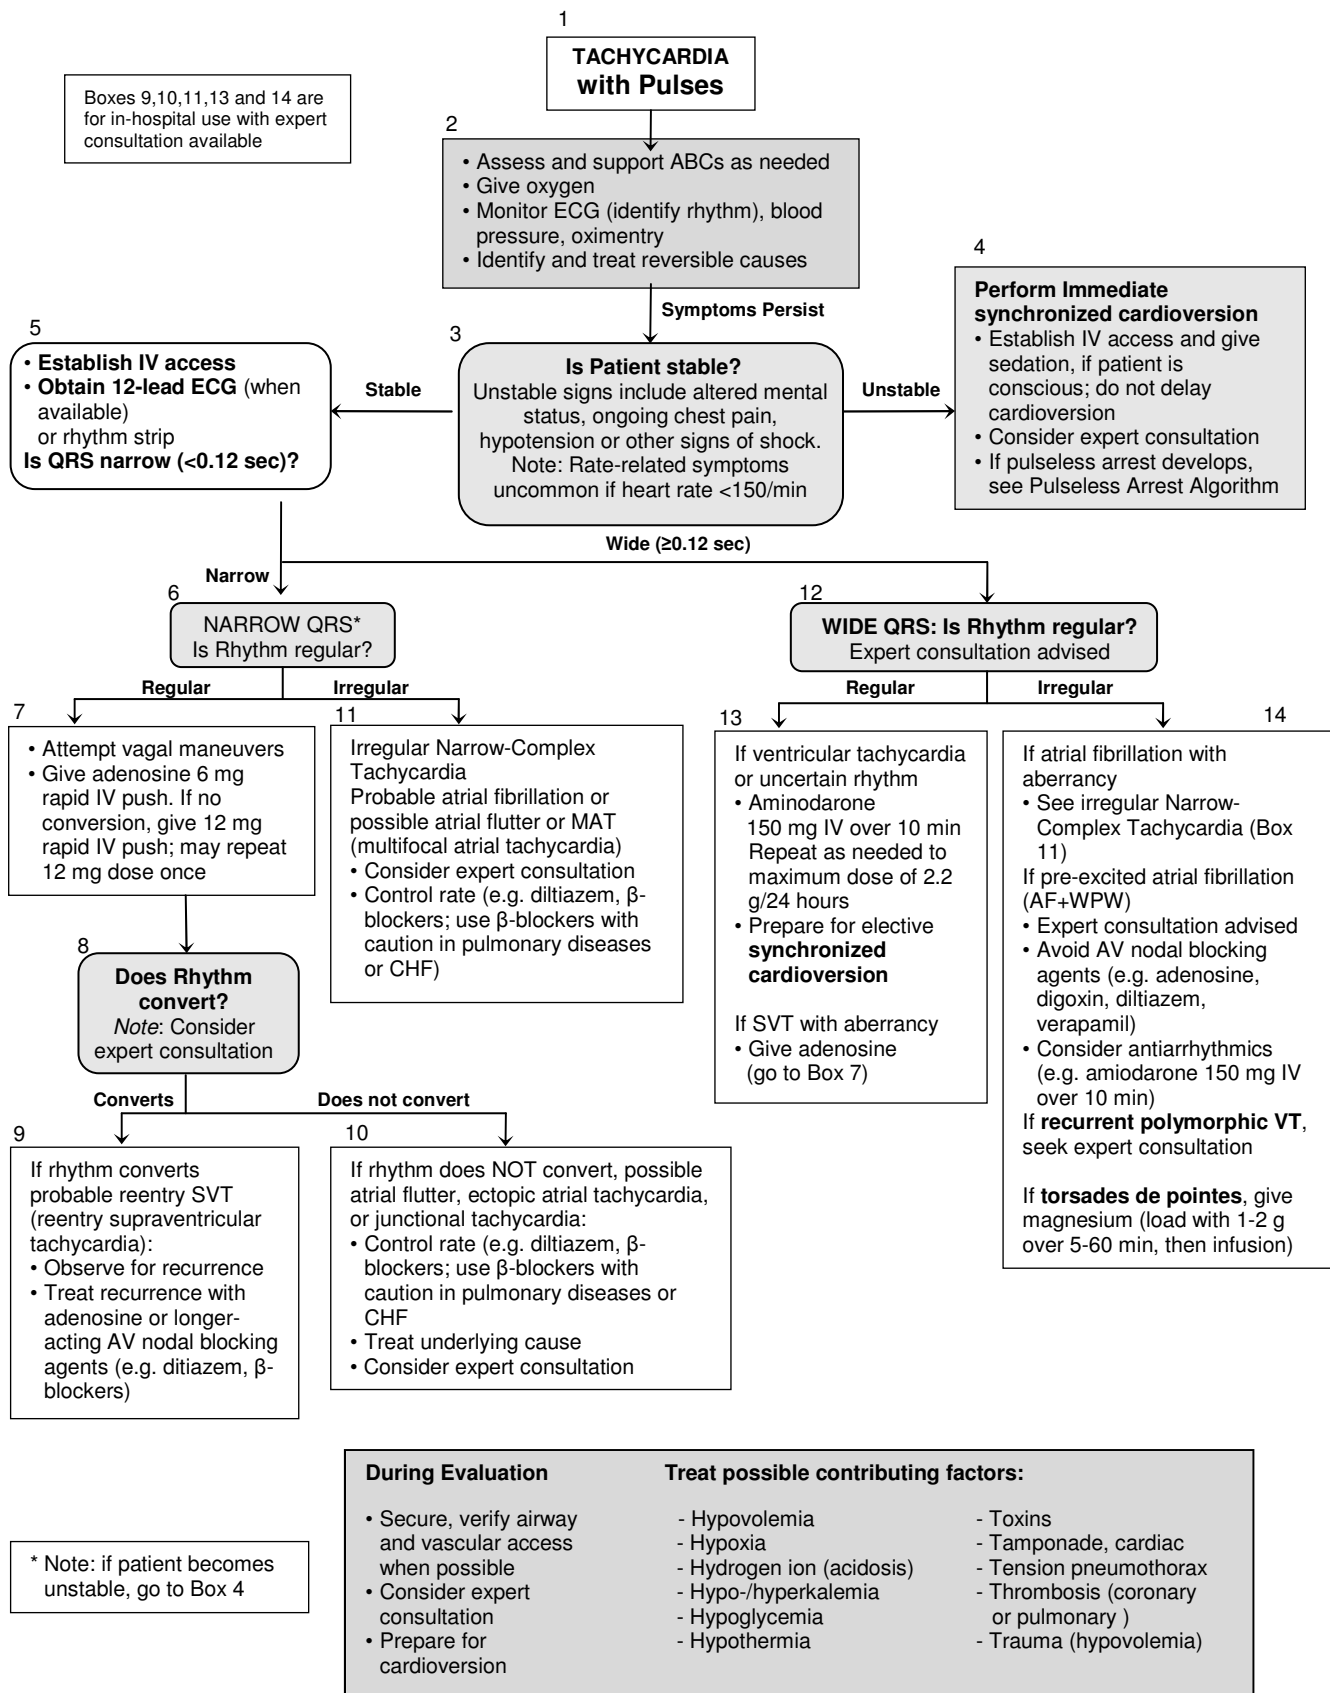 1
TACHYCARDIA
with Pulses
Boxes 9,10,11,13 and 14 are
for in-hospital use with expert
consultation available
2
• Assess and support ABCs as needed
• Give oxygen
• Monitor ECG (identify rhythm), blood
pressure, oximentry
• Identify and treat reversible causes
Symptoms Persist
3
Is Patient stable?
Unstable signs include altered mental
status, ongoing chest pain,
hypotension or other signs of shock.
Note: Rate-related symptoms
uncommon if heart rate <150/min
Stable
Unstable
4
Perform Immediate
synchronized cardioversion
• Establish IV access and give
sedation, if patient is
conscious; do not delay
cardioversion
• Consider expert consultation
• If pulseless arrest develops,
see Pulseless Arrest Algorithm
5
• Establish IV access
• Obtain 12-lead ECG (when
available)
or rhythm strip
Is QRS narrow (<0.12 sec)?
Wide (≥0.12 sec)
Narrow
6
NARROW QRS*
Is Rhythm regular?
Regular
Irregular
12
WIDE QRS: Is Rhythm regular?
Expert consultation advised
Regular
Irregular
7
• Attempt vagal maneuvers
• Give adenosine 6 mg
rapid IV push. If no
conversion, give 12 mg
rapid IV push; may repeat
12 mg dose once
11
Irregular Narrow-Complex
Tachycardia
Probable atrial fibrillation or
possible atrial flutter or MAT
(multifocal atrial tachycardia)
• Consider expert consultation
• Control rate (e.g. diltiazem, β-
blockers; use β-blockers with
caution in pulmonary diseases
or CHF)
13
If ventricular tachycardia
or uncertain rhythm
• Aminodarone
150 mg IV over 10 min
Repeat as needed to
maximum dose of 2.2
g/24 hours
• Prepare for elective
synchronized
cardioversion
If SVT with aberrancy
• Give adenosine
(go to Box 7)
14
If atrial fibrillation with
aberrancy
• See irregular Narrow-
Complex Tachycardia (Box
11)
If pre-excited atrial fibrillation
(AF+WPW)
• Expert consultation advised
• Avoid AV nodal blocking
agents (e.g. adenosine,
digoxin, diltiazem,
verapamil)
• Consider antiarrhythmics
(e.g. amiodarone 150 mg IV
over 10 min)
If recurrent polymorphic VT,
seek expert consultation
If torsades de pointes, give
magnesium (load with 1-2 g
over 5-60 min, then infusion)
8
Does Rhythm
convert?
Note: Consider
expert consultation
Converts
Does not convert
9
If rhythm converts
probable reentry SVT
(reentry supraventricular
tachycardia):
• Observe for recurrence
• Treat recurrence with
adenosine or longer-
acting AV nodal blocking
agents (e.g. ditiazem, β-
blockers)
10
If rhythm does NOT convert, possible
atrial flutter, ectopic atrial tachycardia,
or junctional tachycardia:
• Control rate (e.g. diltiazem, β-
blockers; use β-blockers with
caution in pulmonary diseases or
CHF
• Treat underlying cause
• Consider expert consultation
* Note: if patient becomes
unstable, go to Box 4
During Evaluation
• Secure, verify airway
and vascular access
when possible
• Consider expert
consultation
• Prepare for
cardioversion
Treat possible contributing factors:
- Hypovolemia
- Hypoxia
- Hydrogen ion (acidosis)
- Hypo-/hyperkalemia
- Hypoglycemia
- Hypothermia
- Toxins
- Tamponade, cardiac
- Tension pneumothorax
- Thrombosis (coronary
or pulmonary )
- Trauma (hypovolemia)